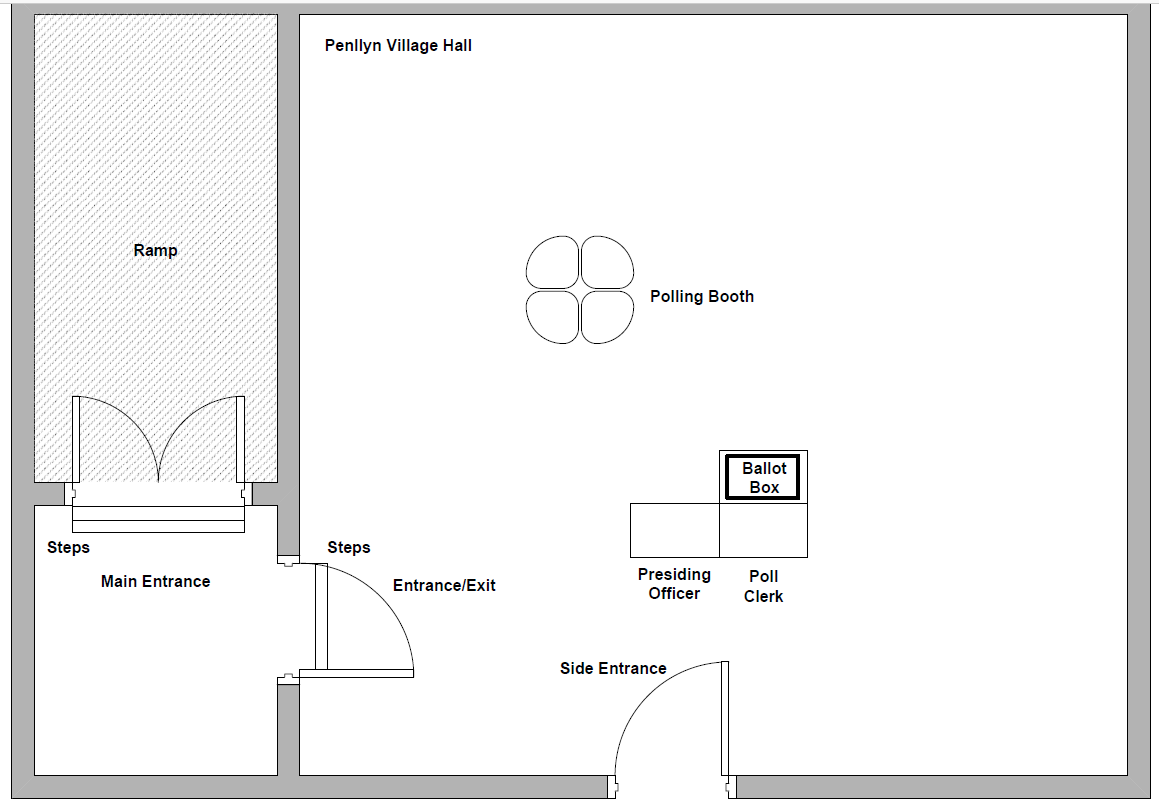 Penllyn Village Hall
Ramp
Polling Booth
Ballot
Box
Steps
Steps
Main Entrance
Entrance/Exit
Presiding
Officer
Poll
Clerk
Side Entrance